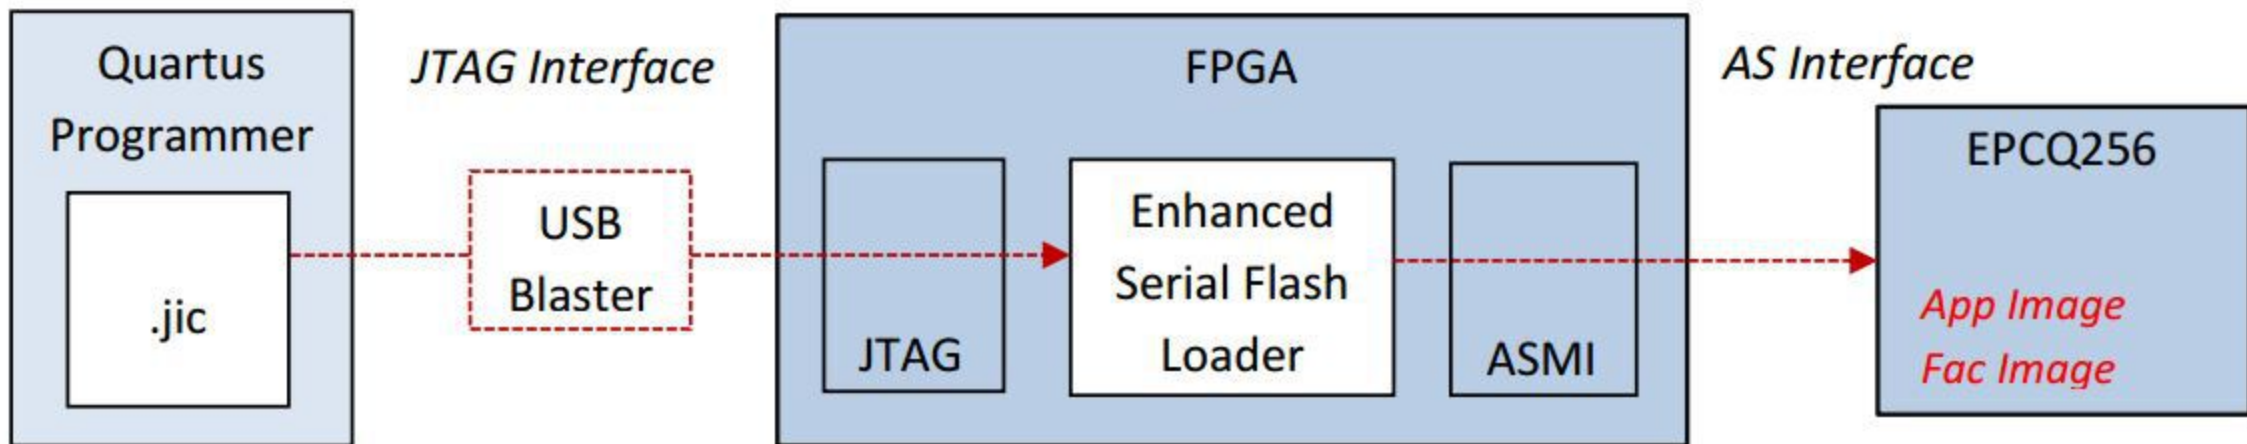 Quartus
Programmer
.jic
JTAG Interface
USB
Blaster
FPGA
JTAG
Enhanced
Serial Flash
Loader
ASMI
AS Interface
EPCQ256
App Image
Fac Image